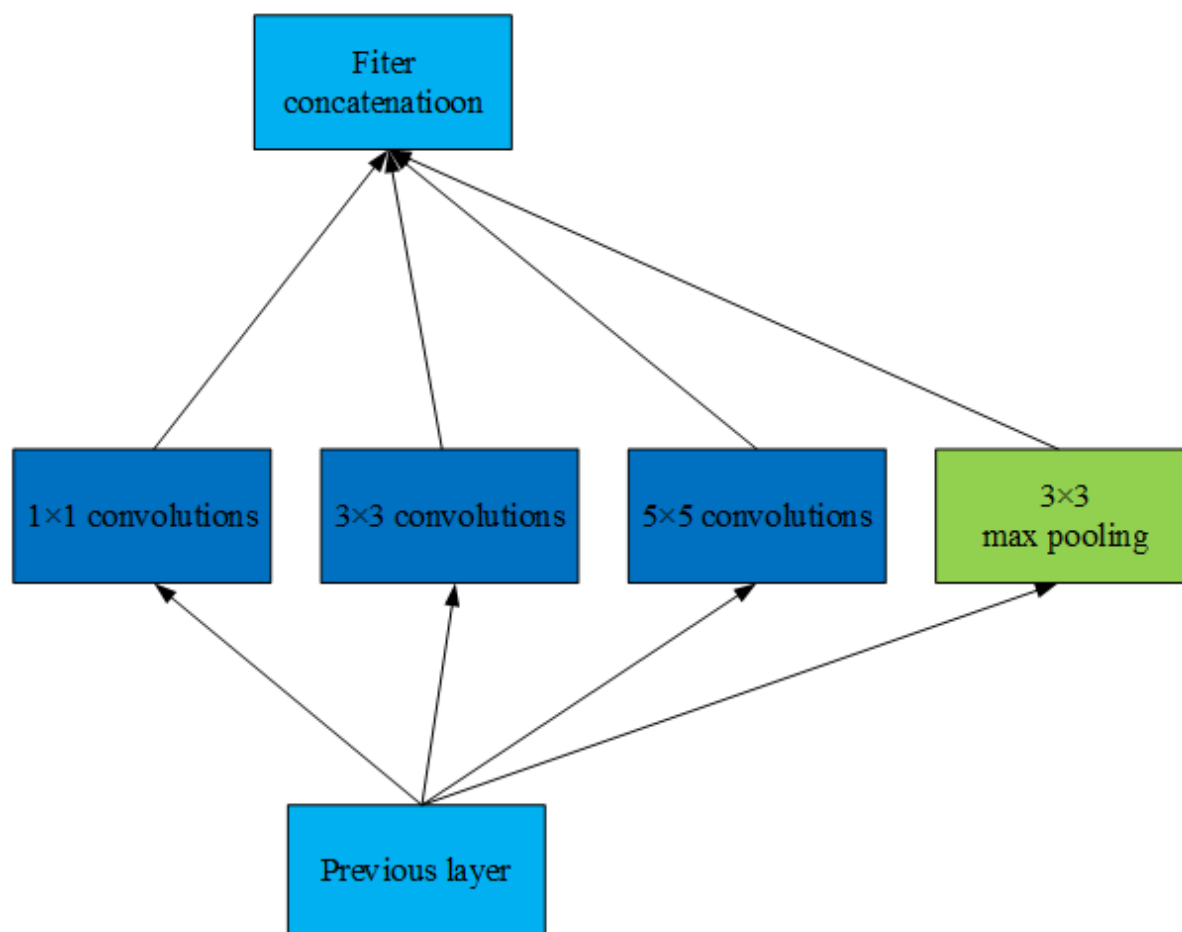 Fiter
concatenatioon
1×1 convolutions
3×3 convolutions
5×5 convolutions
3×3
max pooling
Previous layer